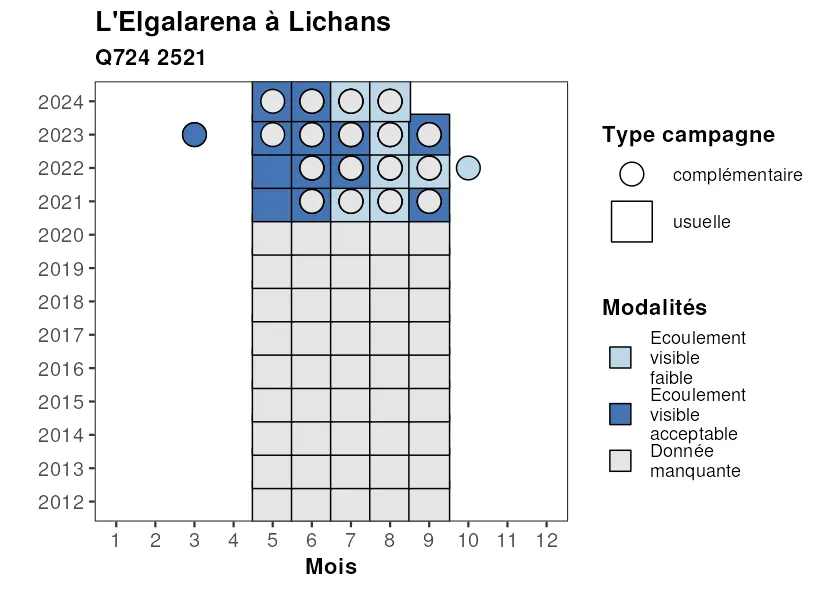 L'Elgalarena à Lichans
Q724 2521
2024
2023
2022
2021
2020
2019
2018
2017
2016
2015
2014
2013
2012
1 2 3 4 5 6 7 8 9 10 11 12
Mois
Type campagne
complémentaire
usuelle
Modalités
Ecoulement
visible
faible
Ecoulement
visible
acceptable
Donnée
manquante